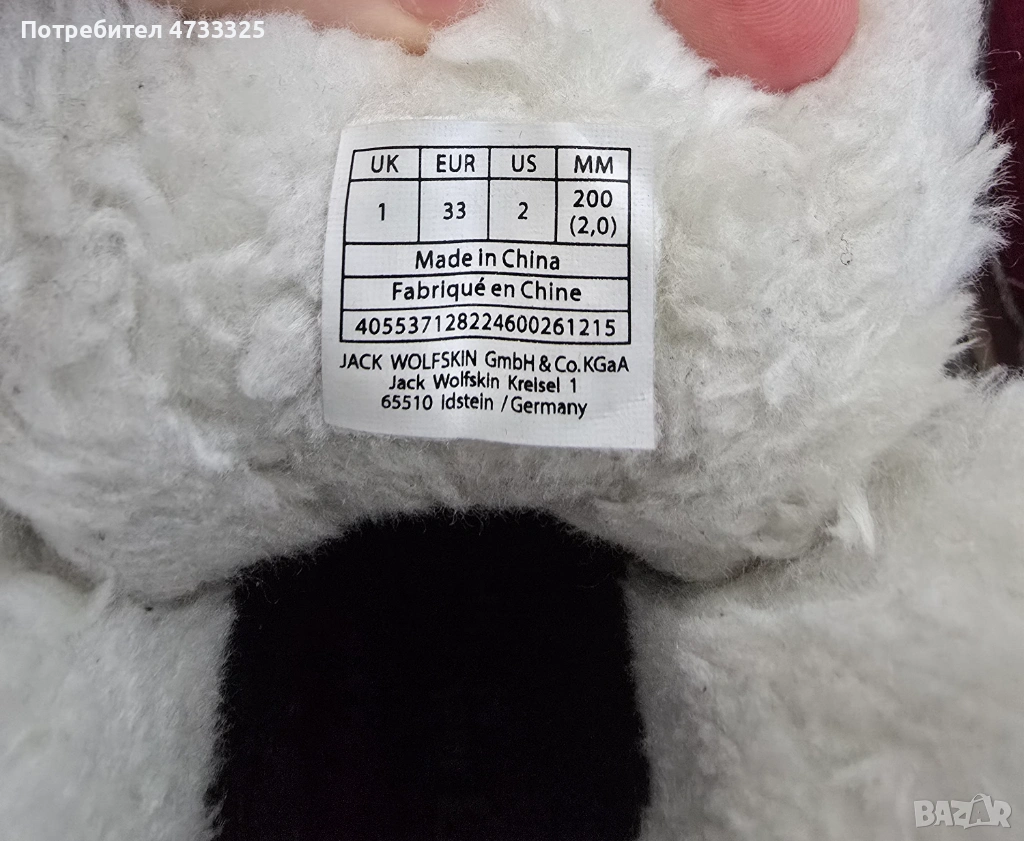 Потребител 4733325
UK EUR US MM
1 33 2 200 (2,0)
Made in China
Fabriqué en Chine
405537128224600261215
JACK WOLFSKIN GmbH & Co. KGaA
Jack Wolfskin Kreisel 1
65510 Idstein / Germany
BAZAR